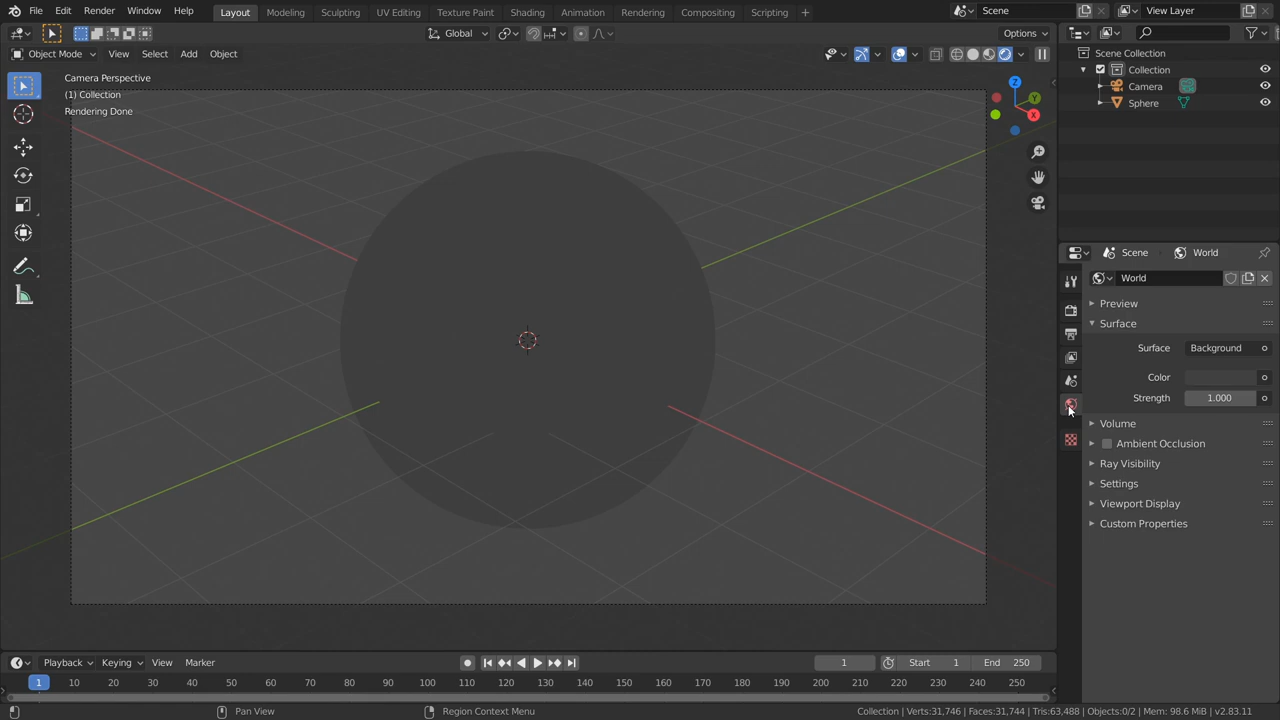 File Edit Render Window Help Layout Modeling Sculpting UV Editing Texture Paint Shading Animation Rendering Compositing Scripting + Scene View Layer
Global Options
Object Mode View Select Add Object
Scene Collection
Collection
Camera
Sphere
Camera Perspective
(1) Collection
Rendering Done
Z
Y
X
Scene World
World
Preview
Surface
Surface Background
Color
Strength 1.000
Volume
Ambient Occlusion
Ray Visibility
Settings
Viewport Display
Custom Properties
Playback Keying View Marker 1 Start 1 End 250
1 10 20 30 40 50 60 70 80 90 100 110 120 130 140 150 160 170 180 190 200 210 220 230 240 250
Pan View Region Context Menu Collection | Verts:31,746 | Faces:31,744 | Tris:63,488 | Objects:0/2 | Mem: 98.6 MiB | v2.83.11